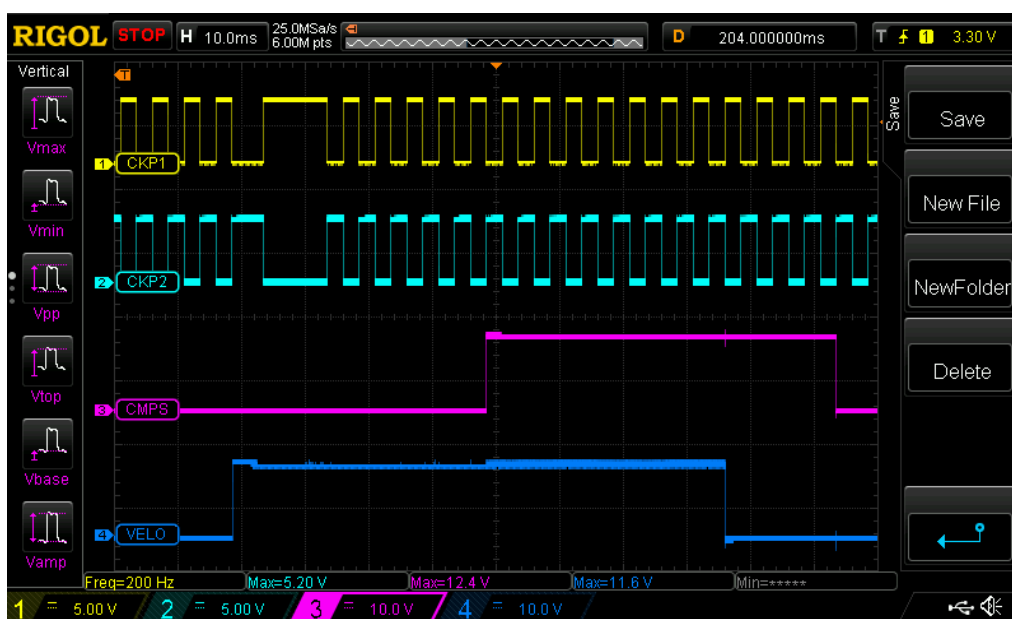 RIGOL STOP H 10.0ms 25.0MSa/s 6.00M pts D 204.000000ms T 1 3.30 V
Vertical
Vmax
Vmin
Vpp
Vtop
Vbase
Vamp
T
1 CKP1
2 CKP2
3 CMPS
4 VELO
Save
Save
New File
NewFolder
Delete
Freq=200 Hz Max=5.20 V Max=12.4 V Max=11.6 V Min=*****
1 = 5.00 V 2 = 5.00 V 3 = 10.0 V 4 = 10.0 V